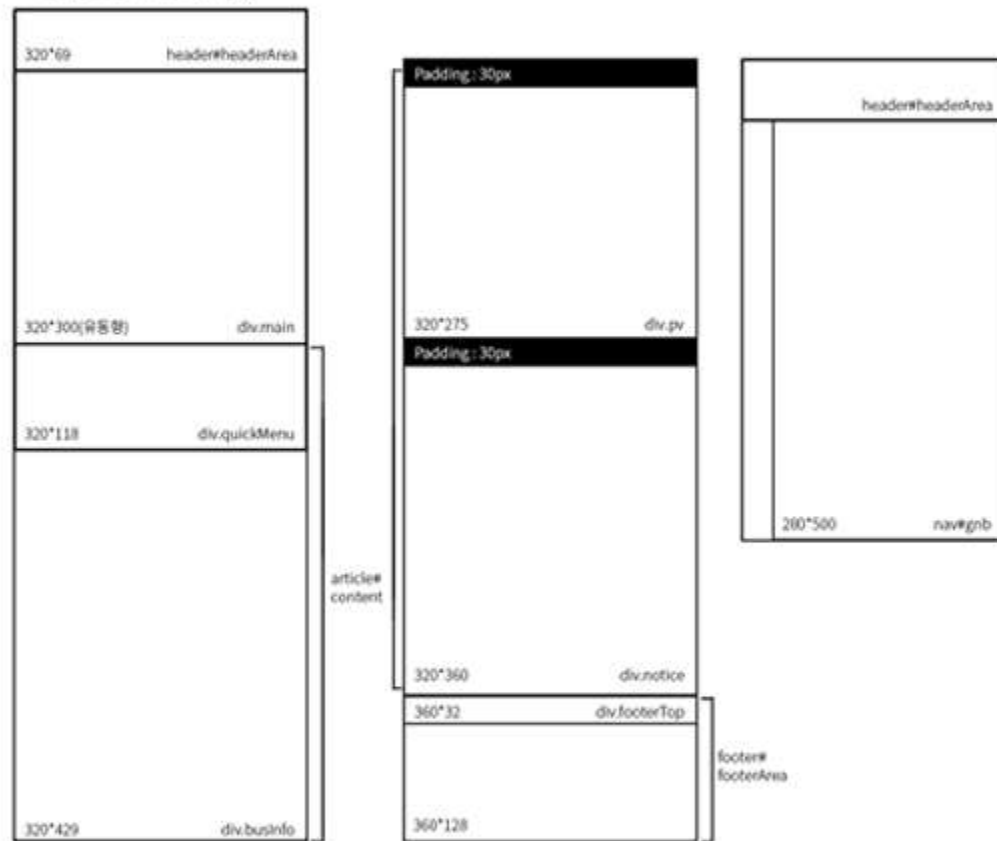 320*69 header#headerArea
320*300(유동형) div.main
320*118 div.quickMenu
320*429 div.busInfo
article#
content
Padding : 30px
320*275 div.pv
Padding : 30px
320*360 div.notice
360*32 div.footerTop
360*128
footer#
footerArea
header#headerArea
280*500 nav#gnb